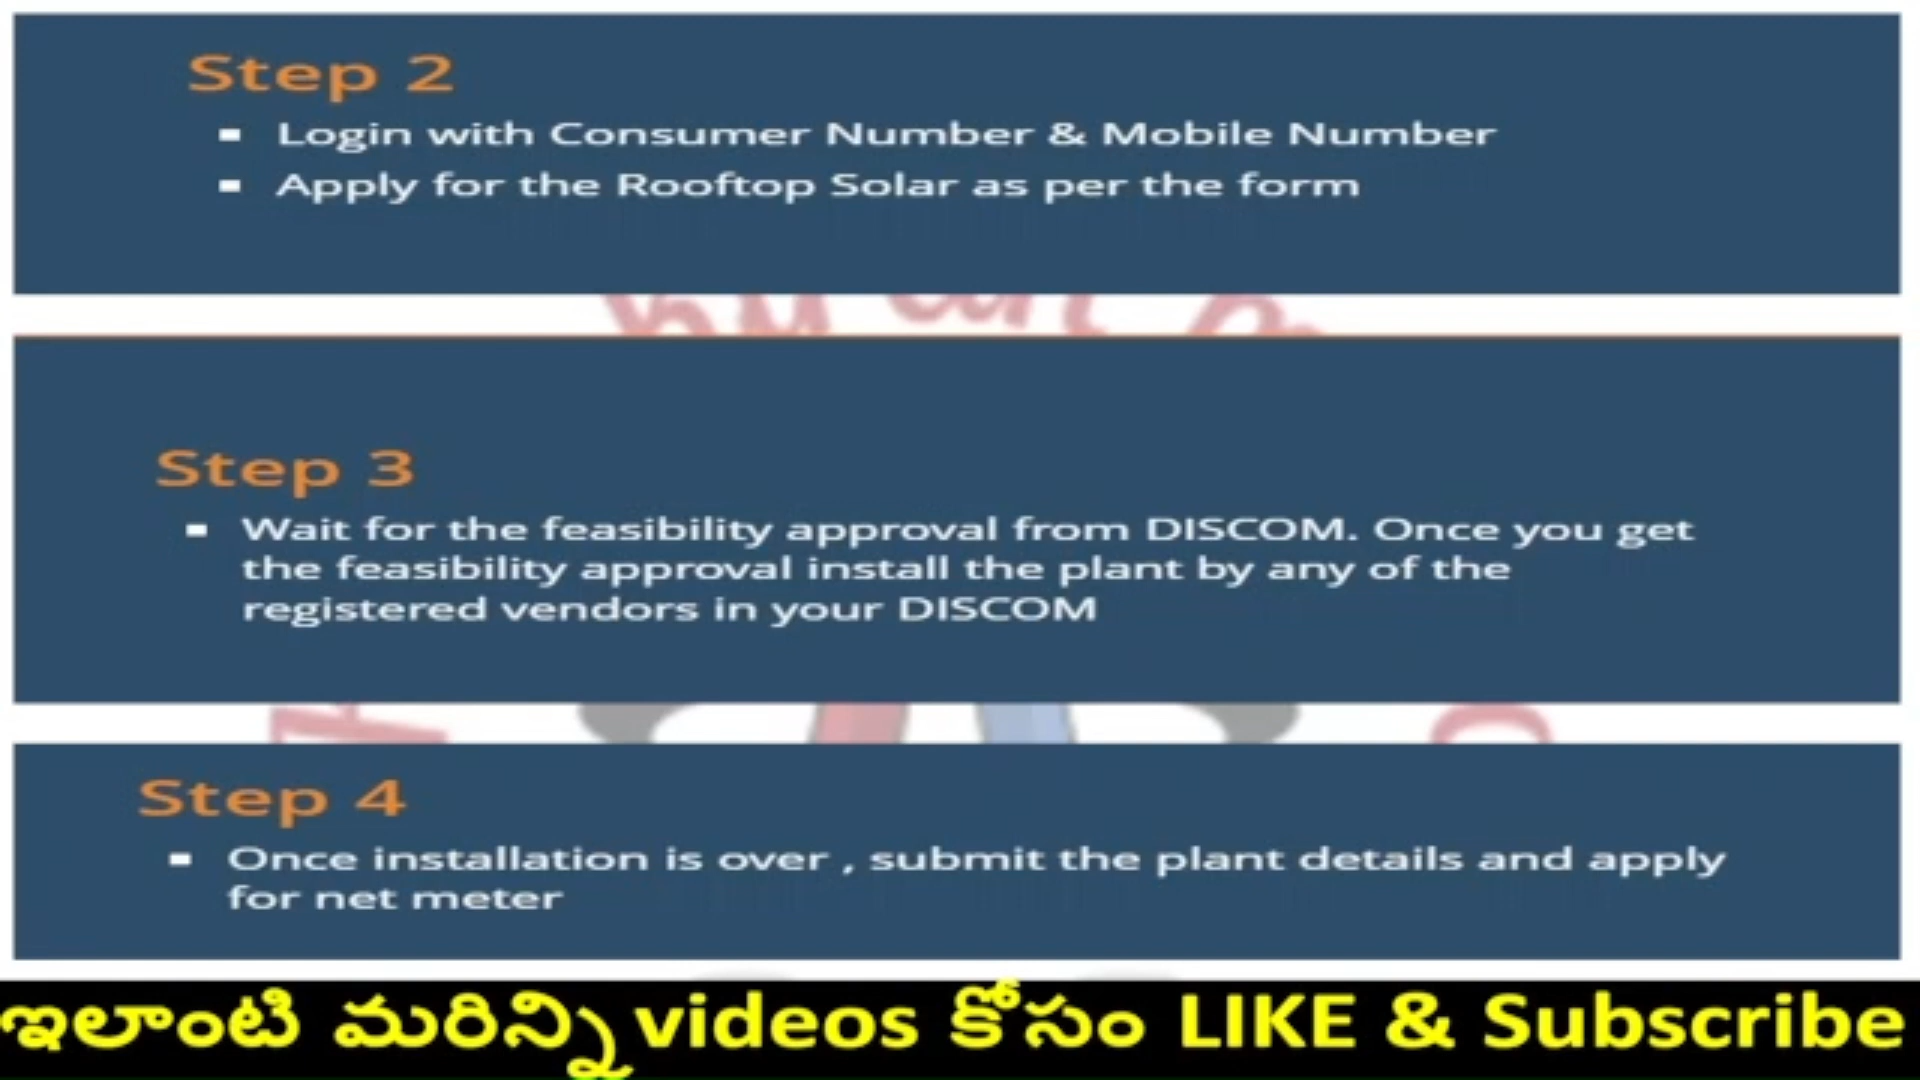 Step 2
▪ Login with Consumer Number & Mobile Number
▪ Apply for the Rooftop Solar as per the form
Step 3
▪ Wait for the feasibility approval from DISCOM. Once you get
the feasibility approval install the plant by any of the
registered vendors in your DISCOM
Step 4
▪ Once installation is over , submit the plant details and apply
for net meter
ఇలాంటి మరిన్ని videos కోసం LIKE & Subscribe